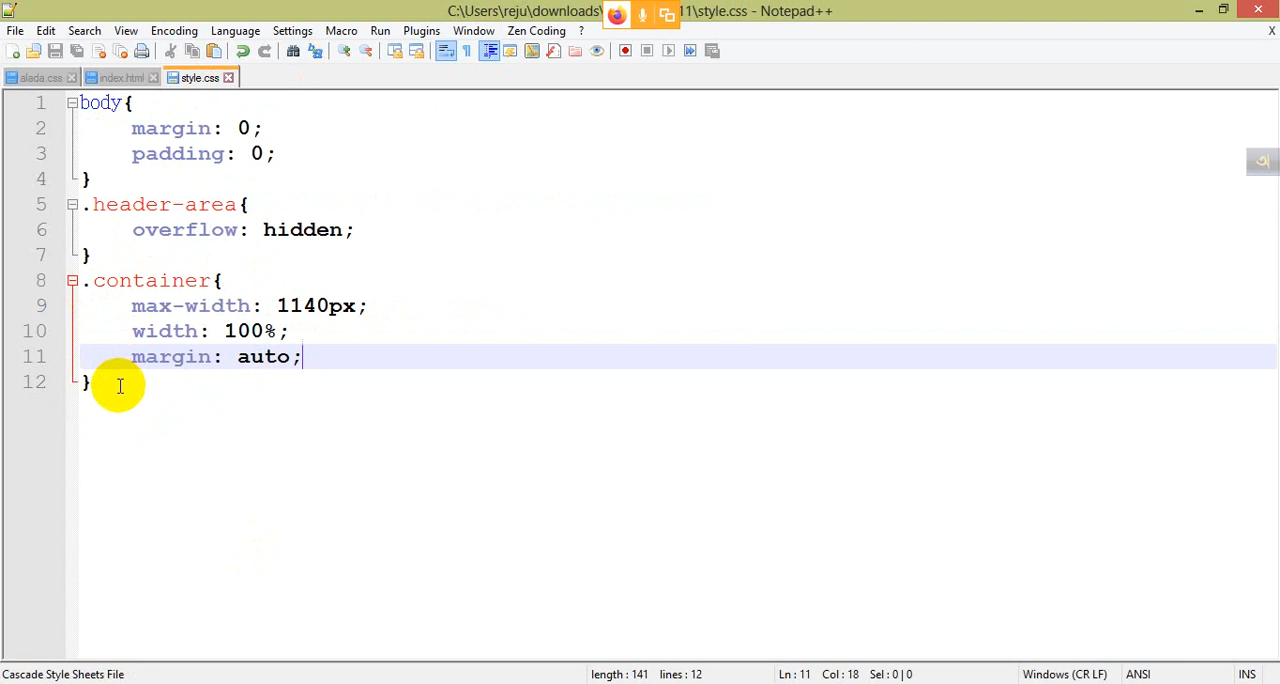 C:\Users\reju\downloads\ 11\style.css - Notepad++
File Edit Search View Encoding Language Settings Macro Run Plugins Window Zen Coding ? X
alada.css index.html style.css
1 body{
2 margin: 0;
3 padding: 0;
4 }
5 .header-area{
6 overflow: hidden;
7 }
8 .container{
9 max-width: 1140px;
10 width: 100%;
11 margin: auto;
12 }
Cascade Style Sheets File length : 141 lines : 12 Ln : 11 Col : 18 Sel : 0 | 0 Windows (CR LF) ANSI INS